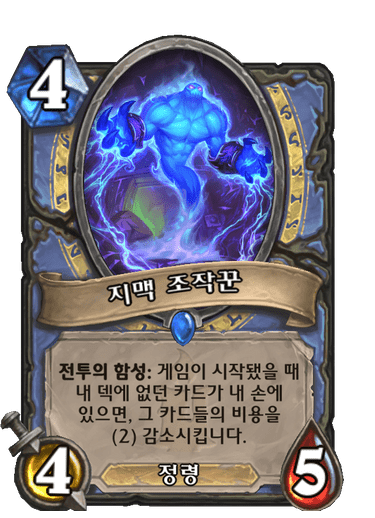 4
지맥 조작꾼
전투의 함성: 게임이 시작됐을 때
내 덱에 없던 카드가 내 손에
있으면, 그 카드들의 비용을
(2) 감소시킵니다.
4
정령
5